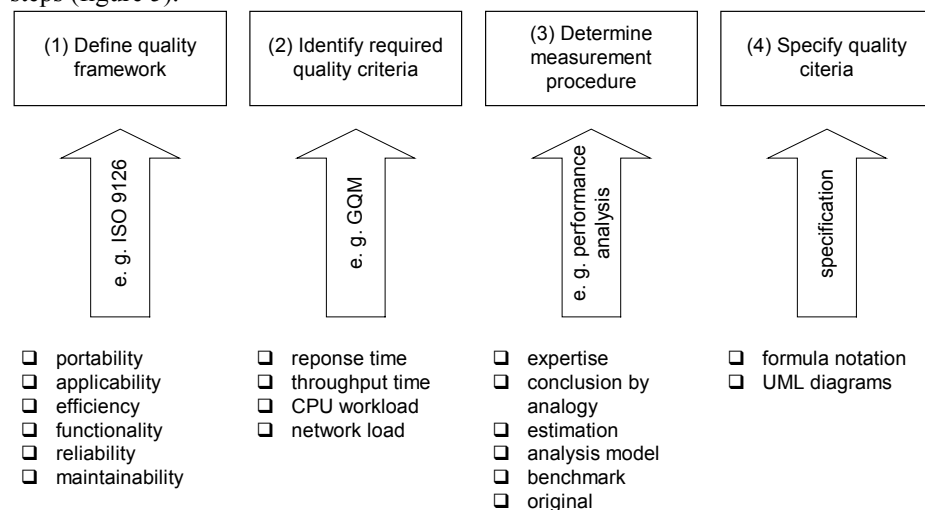 steps (figure 3).
(1) Define quality
framework
(2) Identify required
quality criteria
(3) Determine
measurement
procedure
(4) Specify quality
citeria
e. g. ISO 9126
e. g. GQM
e. g. performance
analysis
specification
❑ portability
❑ applicability
❑ efficiency
❑ functionality
❑ reliability
❑ maintainability
❑ reponse time
❑ throughput time
❑ CPU workload
❑ network load
❑ expertise
❑ conclusion by
analogy
❑ estimation
❑ analysis model
❑ benchmark
❑ original
❑ formula notation
❑ UML diagrams